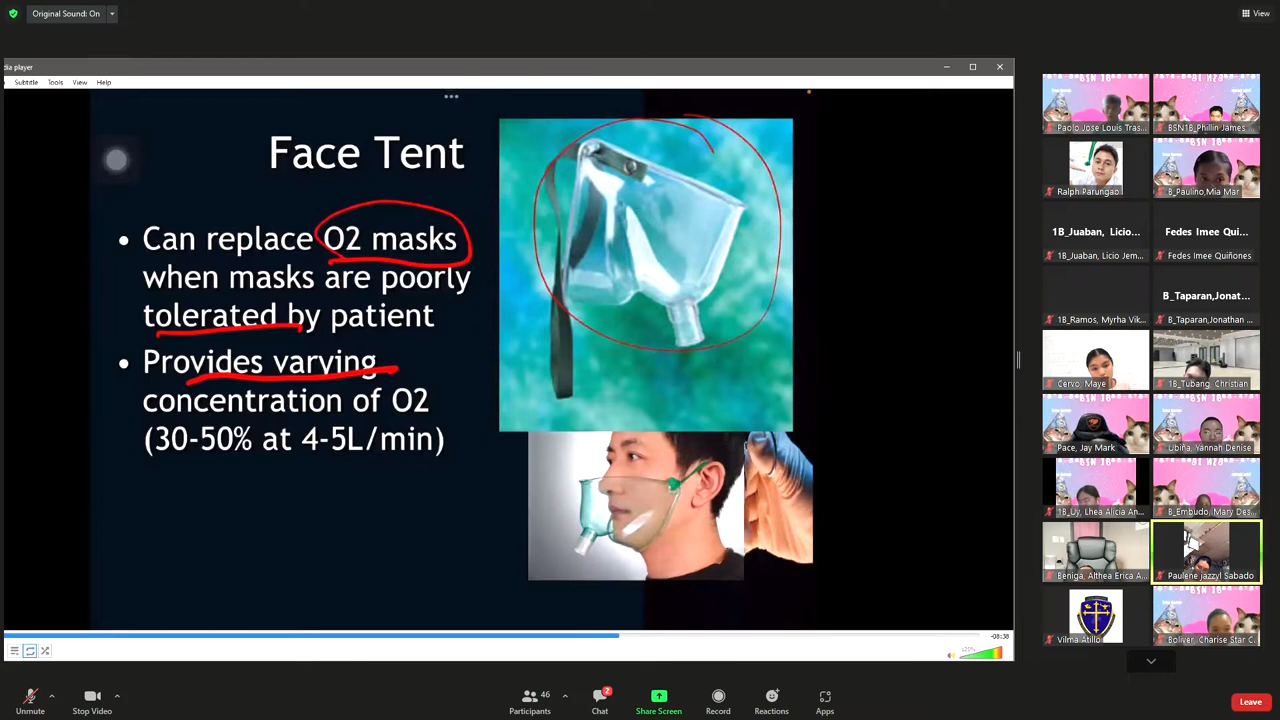 Original Sound: On
View
dia player
Subtitle Tools View Help
Face Tent
• Can replace O2 masks
when masks are poorly
tolerated by patient
• Provides varying
concentration of O2
(30-50% at 4-5L/min)
-08:38
Paolo Jose Louis Tras...
BSN1B_Phillin James ...
Ralph Parungao
B_Paulino,Mia Mar
1B_Juaban, Licio...
1B_Juaban, Licio Jem...
Fedes Imee Qui...
Fedes Imee Quiñones
1B_Ramos, Myrha Vik...
B_Taparan,Jonat...
B_Taparan,Jonathan ...
Cervo, Maye
1B_Tubang, Christian
Pace, Jay Mark
Ubiña, Yannah Denise
1B_Uy, Lhea Alicia An...
B_Embudo, Mary Des...
Beniga, Althea Erica A...
Paulene jazzyl Sabado
Vilma Atillo
Boliver, Charise Star C.
Unmute
Stop Video
46
Participants
2
Chat
Share Screen
Record
Reactions
Apps
Leave